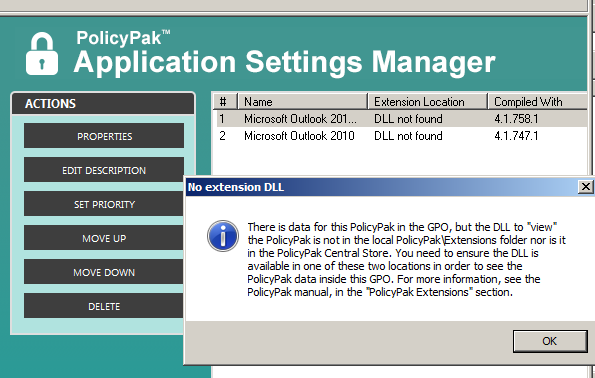 PolicyPak™
Application Settings Manager
ACTIONS
PROPERTIES
EDIT DESCRIPTION
SET PRIORITY
MOVE UP
MOVE DOWN
DELETE
# Name Extension Location Compiled With
1 Microsoft Outlook 201... DLL not found 4.1.758.1
2 Microsoft Outlook 2010 DLL not found 4.1.747.1
No extension DLL
There is data for this PolicyPak in the GPO, but the DLL to "view"
the PolicyPak is not in the local PolicyPak\Extensions folder nor is it
in the PolicyPak Central Store. You need to ensure the DLL is
available in one of these two locations in order to see the
PolicyPak data inside this GPO. For more information, see the
PolicyPak manual, in the "PolicyPak Extensions" section.
OK